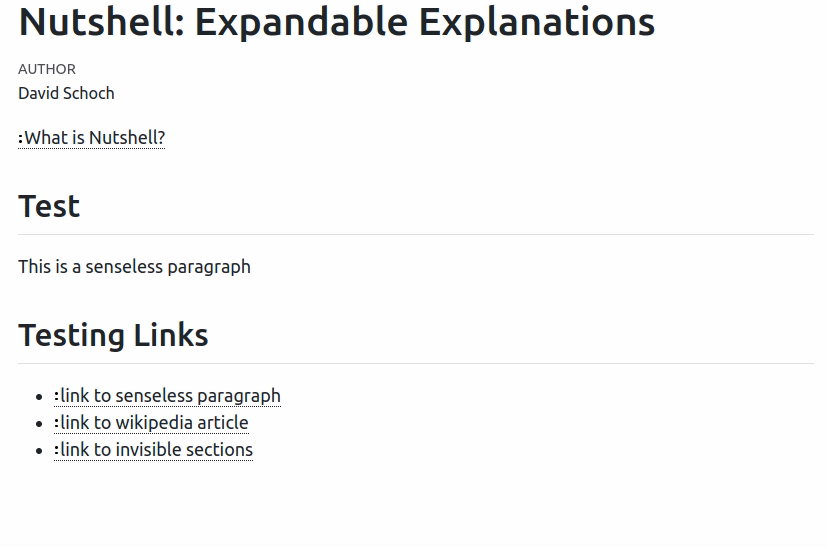 Nutshell: Expandable Explanations
AUTHOR
David Schoch
:What is Nutshell?
Test
This is a senseless paragraph
Testing Links
• :link to senseless paragraph
• :link to wikipedia article
• :link to invisible sections